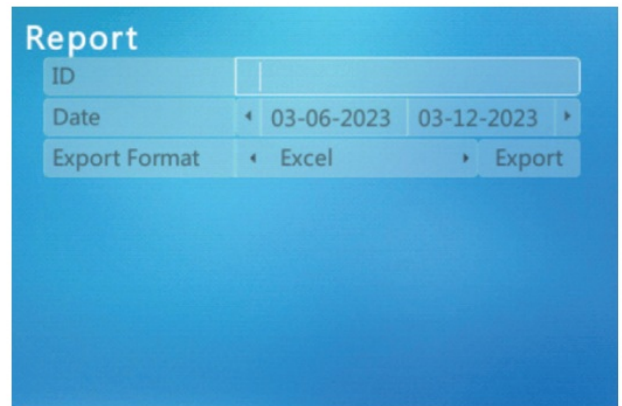 Report
ID
Date 03-06-2023 03-12-2023
Export Format Excel Export